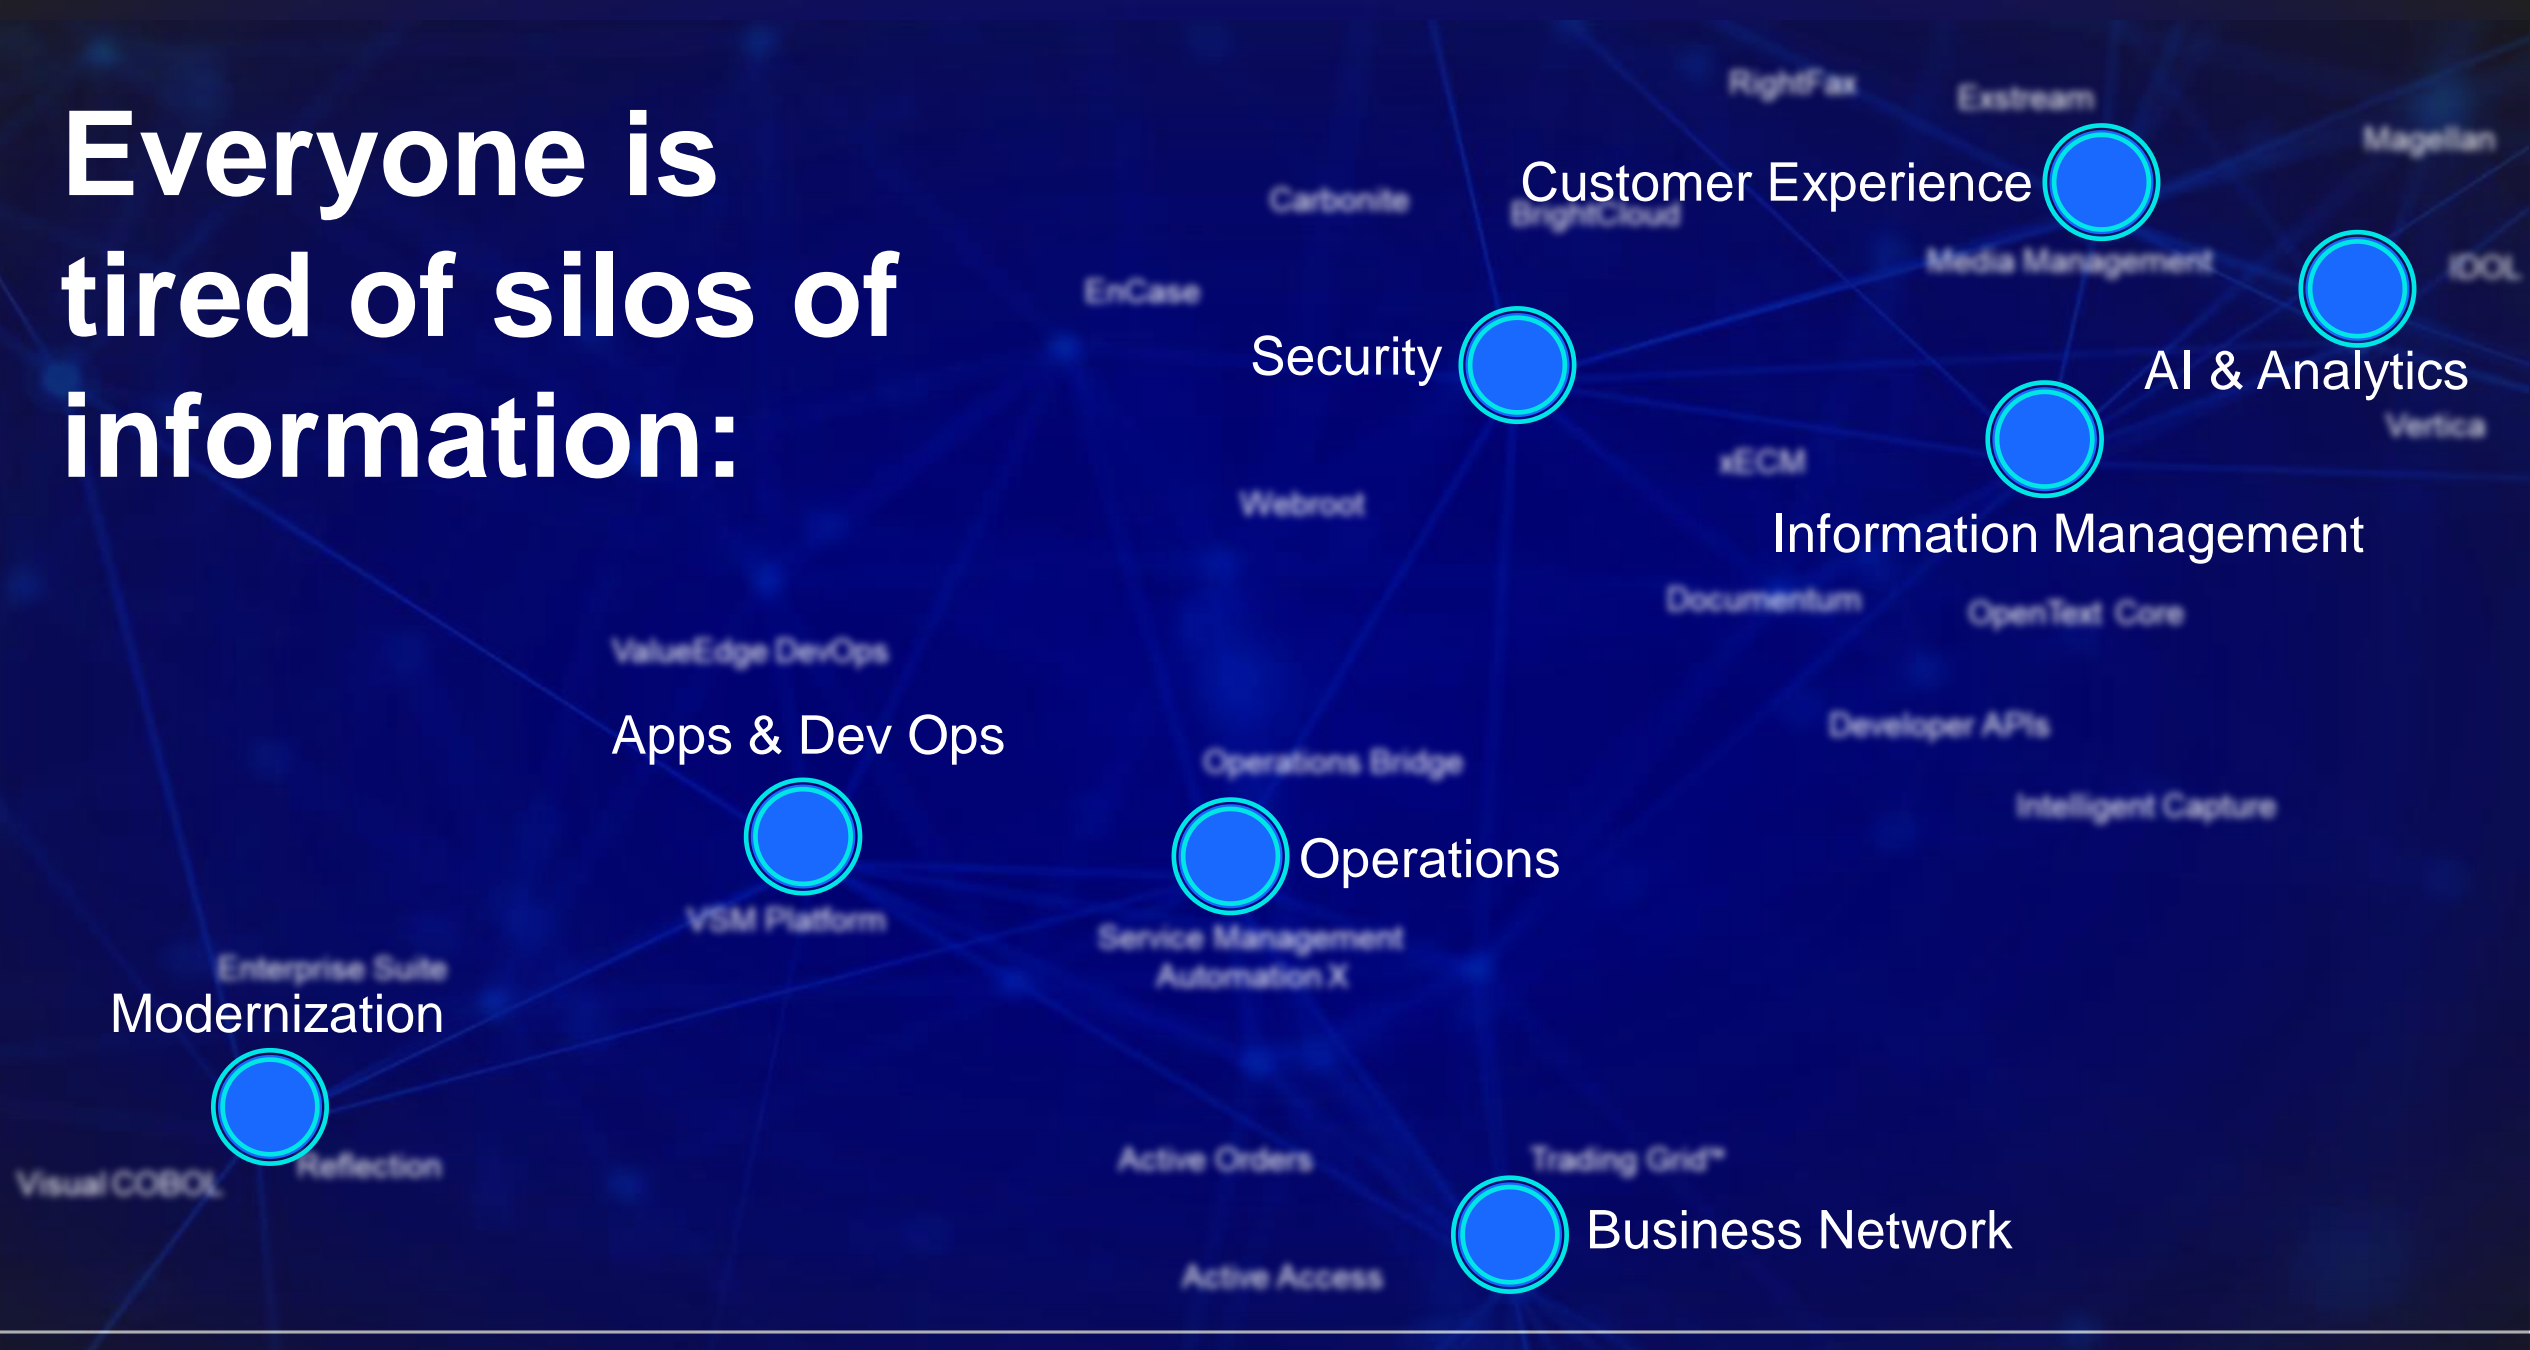 Everyone is
tired of silos of
information:
RightFax
Exstream
Magellan
Customer Experience
Carbonite
BrightCloud
Media Management
IDOL
EnCase
Security
AI & Analytics
Vertica
xECM
Webroot
Information Management
Documentum
OpenText Core
ValueEdge DevOps
Developer APIs
Apps & Dev Ops
Operations Bridge
Intelligent Capture
Operations
VSM Platform
Service Management
Automation X
Enterprise Suite
Modernization
Active Orders
Trading Grid™
Reflection
Visual COBOL
Business Network
Active Access